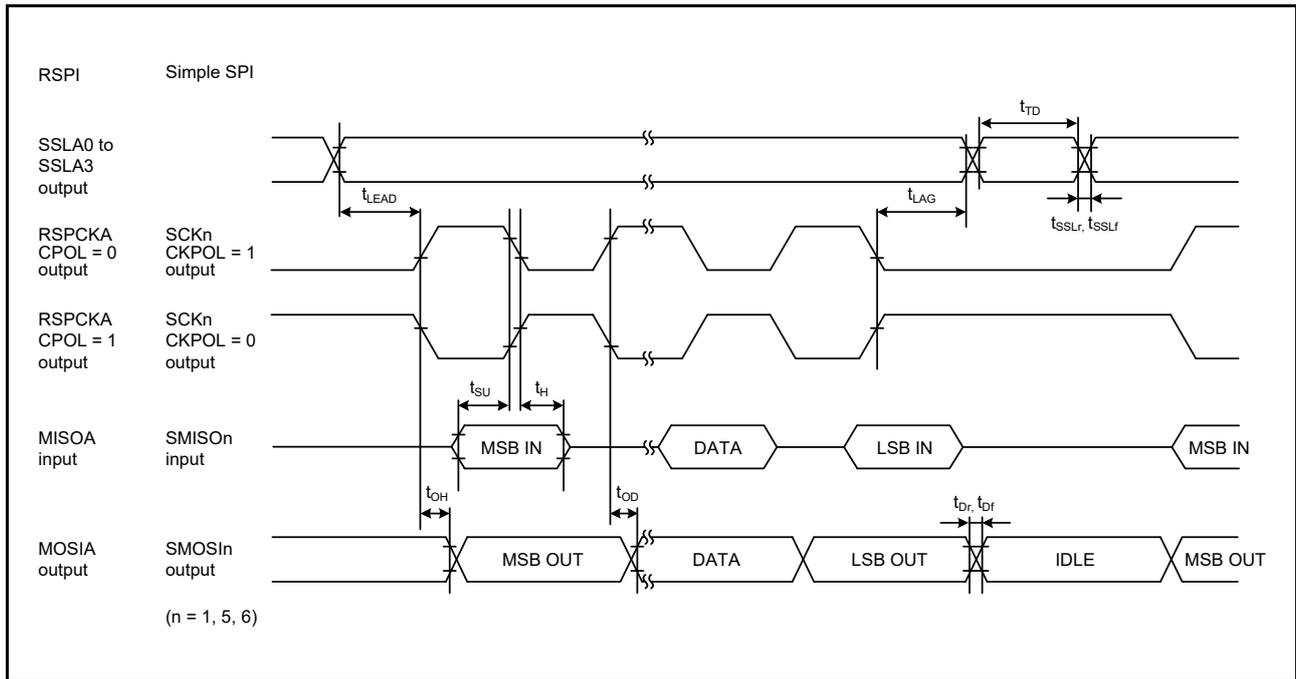 RSPI
Simple SPI
tTD
SSLA0 to
SSLA3
output
tLEAD
tLAG
tSSLr, tSSLf
RSPCKA
CPOL = 0
output
SCKn
CKPOL = 1
output
RSPCKA
CPOL = 1
output
SCKn
CKPOL = 0
output
tSU
tH
MISOA
input
SMISOn
input
MSB IN
DATA
LSB IN
MSB IN
tOH
tOD
tDr, tDf
MOSIA
output
SMOSIn
output
MSB OUT
DATA
LSB OUT
IDLE
MSB OUT
(n = 1, 5, 6)